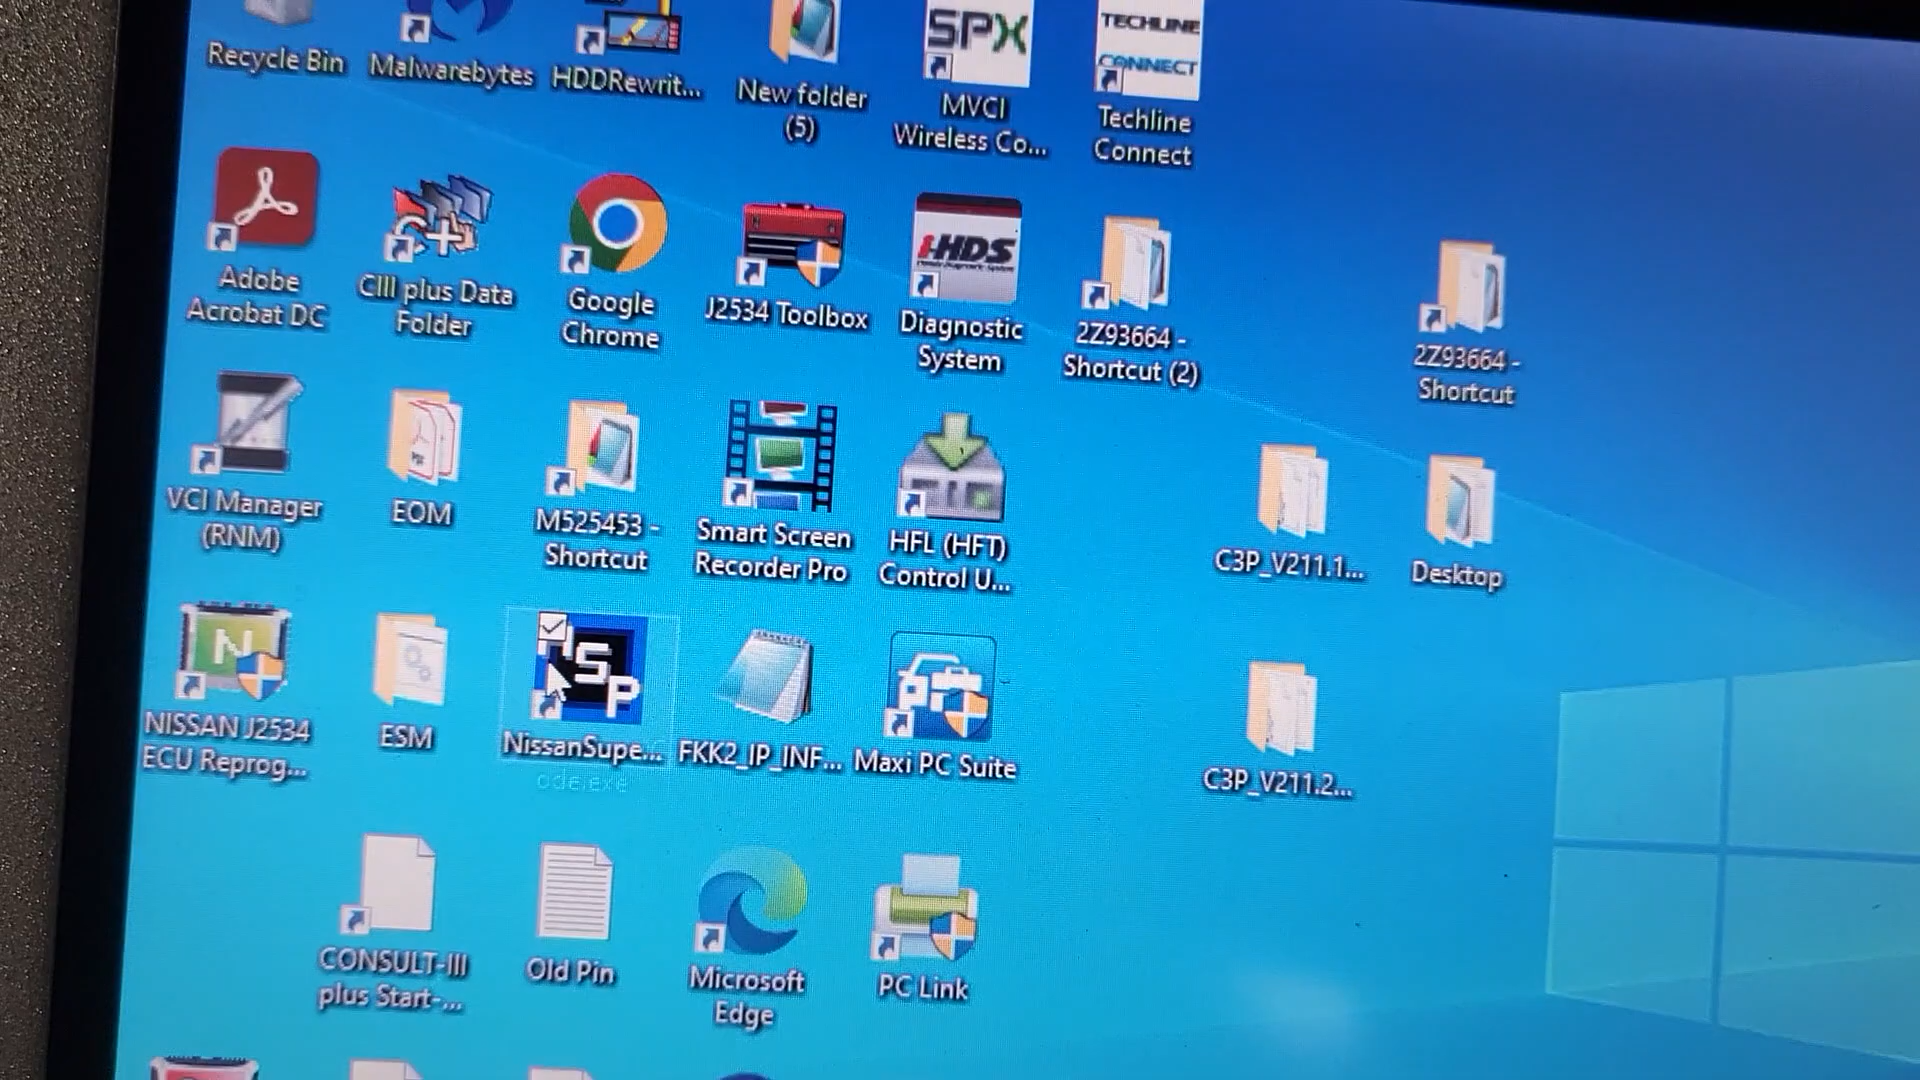 SPX
TECHLINE
CONNECT
Recycle Bin
Malwarebytes
HDDRewrit...
New folder
(5)
MVCI
Wireless Co...
Techline
Connect
i-HDS
Adobe
Acrobat DC
CIII plus Data
Folder
Google
Chrome
J2534 Toolbox
Diagnostic
System
2Z93664 -
Shortcut (2)
2Z93664 -
Shortcut
VCI Manager
(RNM)
EOM
M525453 -
Shortcut
Smart Screen
Recorder Pro
HFL (HFT)
Control U...
C3P_V211.1...
Desktop
N
NSP
NISSAN J2534
ECU Reprog...
ESM
NissanSupe...
ode.exe
FKK2_IP_INF...
Maxi PC Suite
C3P_V211.2...
CONSULT-III
plus Start-...
Old Pin
Microsoft
Edge
PC Link